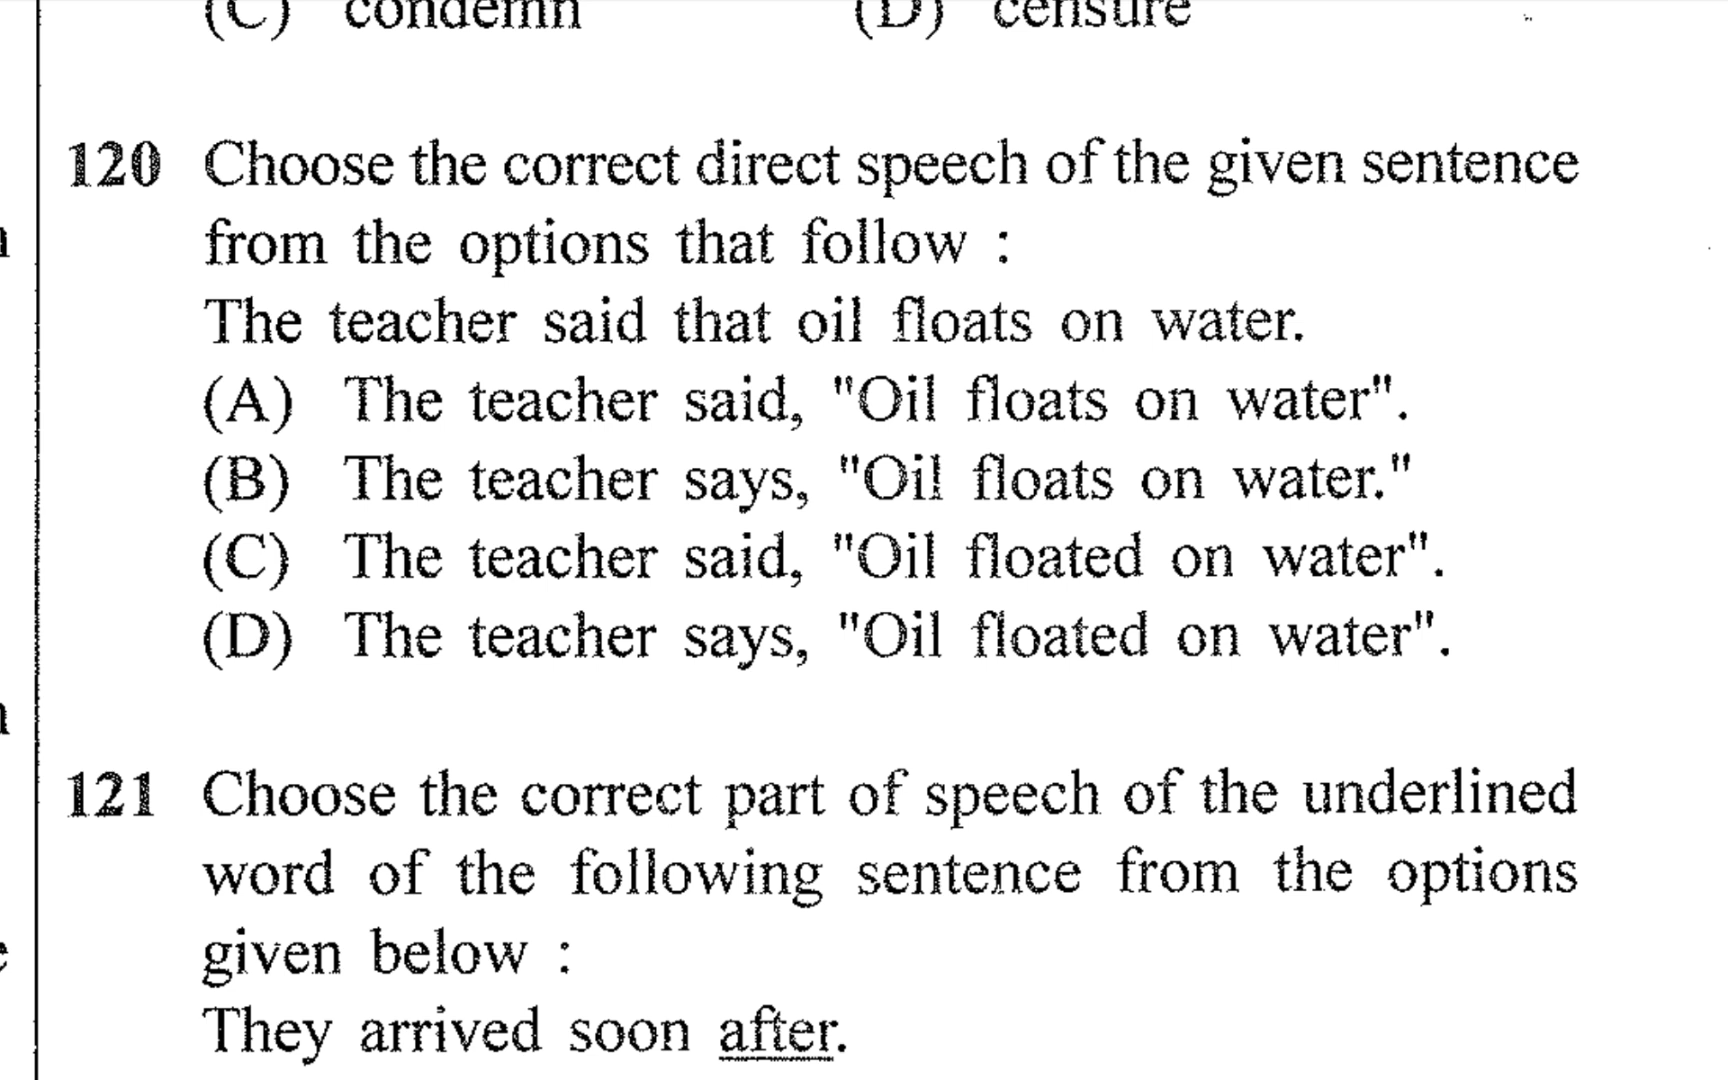 (C) condemn (D) censure
120 Choose the correct direct speech of the given sentence
from the options that follow :
The teacher said that oil floats on water.
(A) The teacher said, "Oil floats on water".
(B) The teacher says, "Oil floats on water."
(C) The teacher said, "Oil floated on water".
(D) The teacher says, "Oil floated on water".
121 Choose the correct part of speech of the underlined
word of the following sentence from the options
given below :
They arrived soon after.